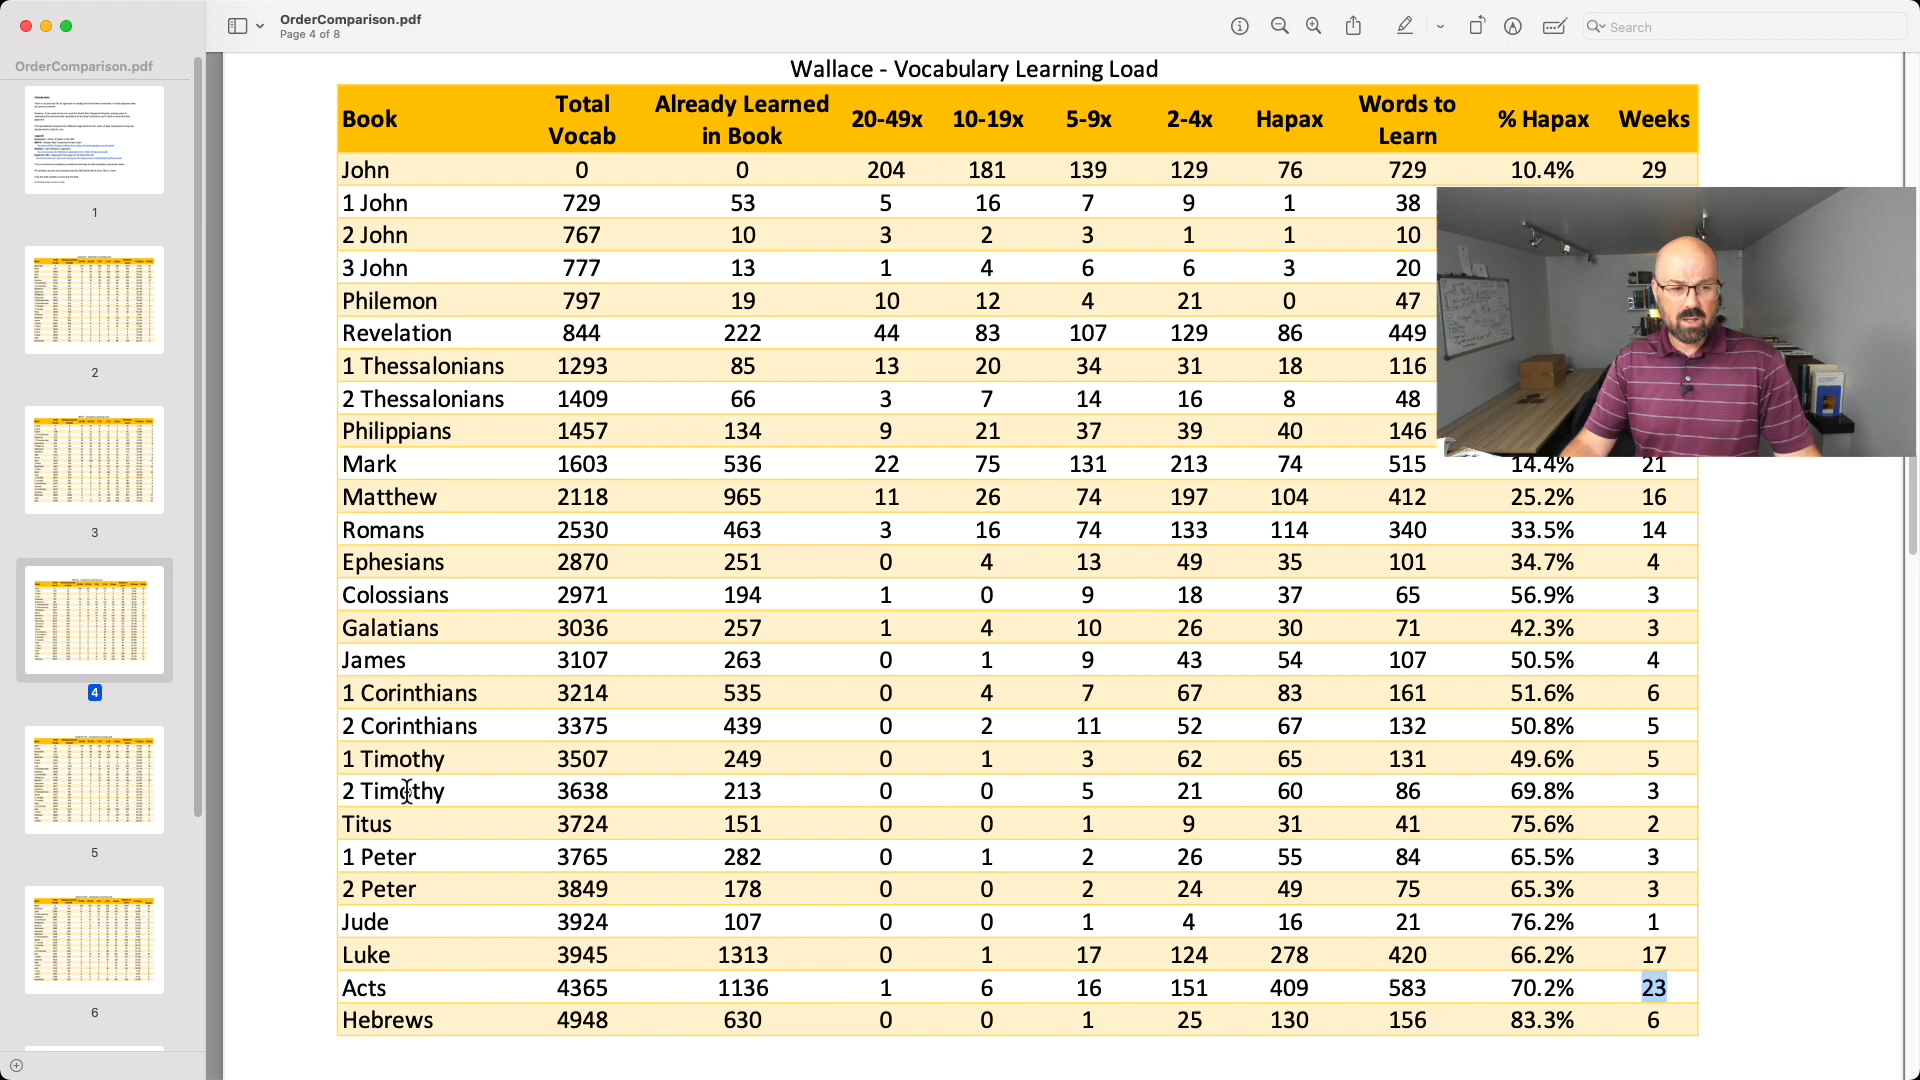 OrderComparison.pdf
Page 4 of 8
Search
OrderComparison.pdf
1
2
3
4
5
6
Wallace - Vocabulary Learning Load
Book Total Vocab Already Learned in Book 20-49x 10-19x 5-9x 2-4x Hapax Words to Learn % Hapax Weeks
John 0 0 204 181 139 129 76 729 10.4% 29
1 John 729 53 5 16 7 9 1 38
2 John 767 10 3 2 3 1 1 10
3 John 777 13 1 4 6 6 3 20
Philemon 797 19 10 12 4 21 0 47
Revelation 844 222 44 83 107 129 86 449
1 Thessalonians 1293 85 13 20 34 31 18 116
2 Thessalonians 1409 66 3 7 14 16 8 48
Philippians 1457 134 9 21 37 39 40 146
Mark 1603 536 22 75 131 213 74 515 14.4% 21
Matthew 2118 965 11 26 74 197 104 412 25.2% 16
Romans 2530 463 3 16 74 133 114 340 33.5% 14
Ephesians 2870 251 0 4 13 49 35 101 34.7% 4
Colossians 2971 194 1 0 9 18 37 65 56.9% 3
Galatians 3036 257 1 4 10 26 30 71 42.3% 3
James 3107 263 0 1 9 43 54 107 50.5% 4
1 Corinthians 3214 535 0 4 7 67 83 161 51.6% 6
2 Corinthians 3375 439 0 2 11 52 67 132 50.8% 5
1 Timothy 3507 249 0 1 3 62 65 131 49.6% 5
2 Timothy 3638 213 0 0 5 21 60 86 69.8% 3
Titus 3724 151 0 0 1 9 31 41 75.6% 2
1 Peter 3765 282 0 1 2 26 55 84 65.5% 3
2 Peter 3849 178 0 0 2 24 49 75 65.3% 3
Jude 3924 107 0 0 1 4 16 21 76.2% 1
Luke 3945 1313 0 1 17 124 278 420 66.2% 17
Acts 4365 1136 1 6 16 151 409 583 70.2% 23
Hebrews 4948 630 0 0 1 25 130 156 83.3% 6